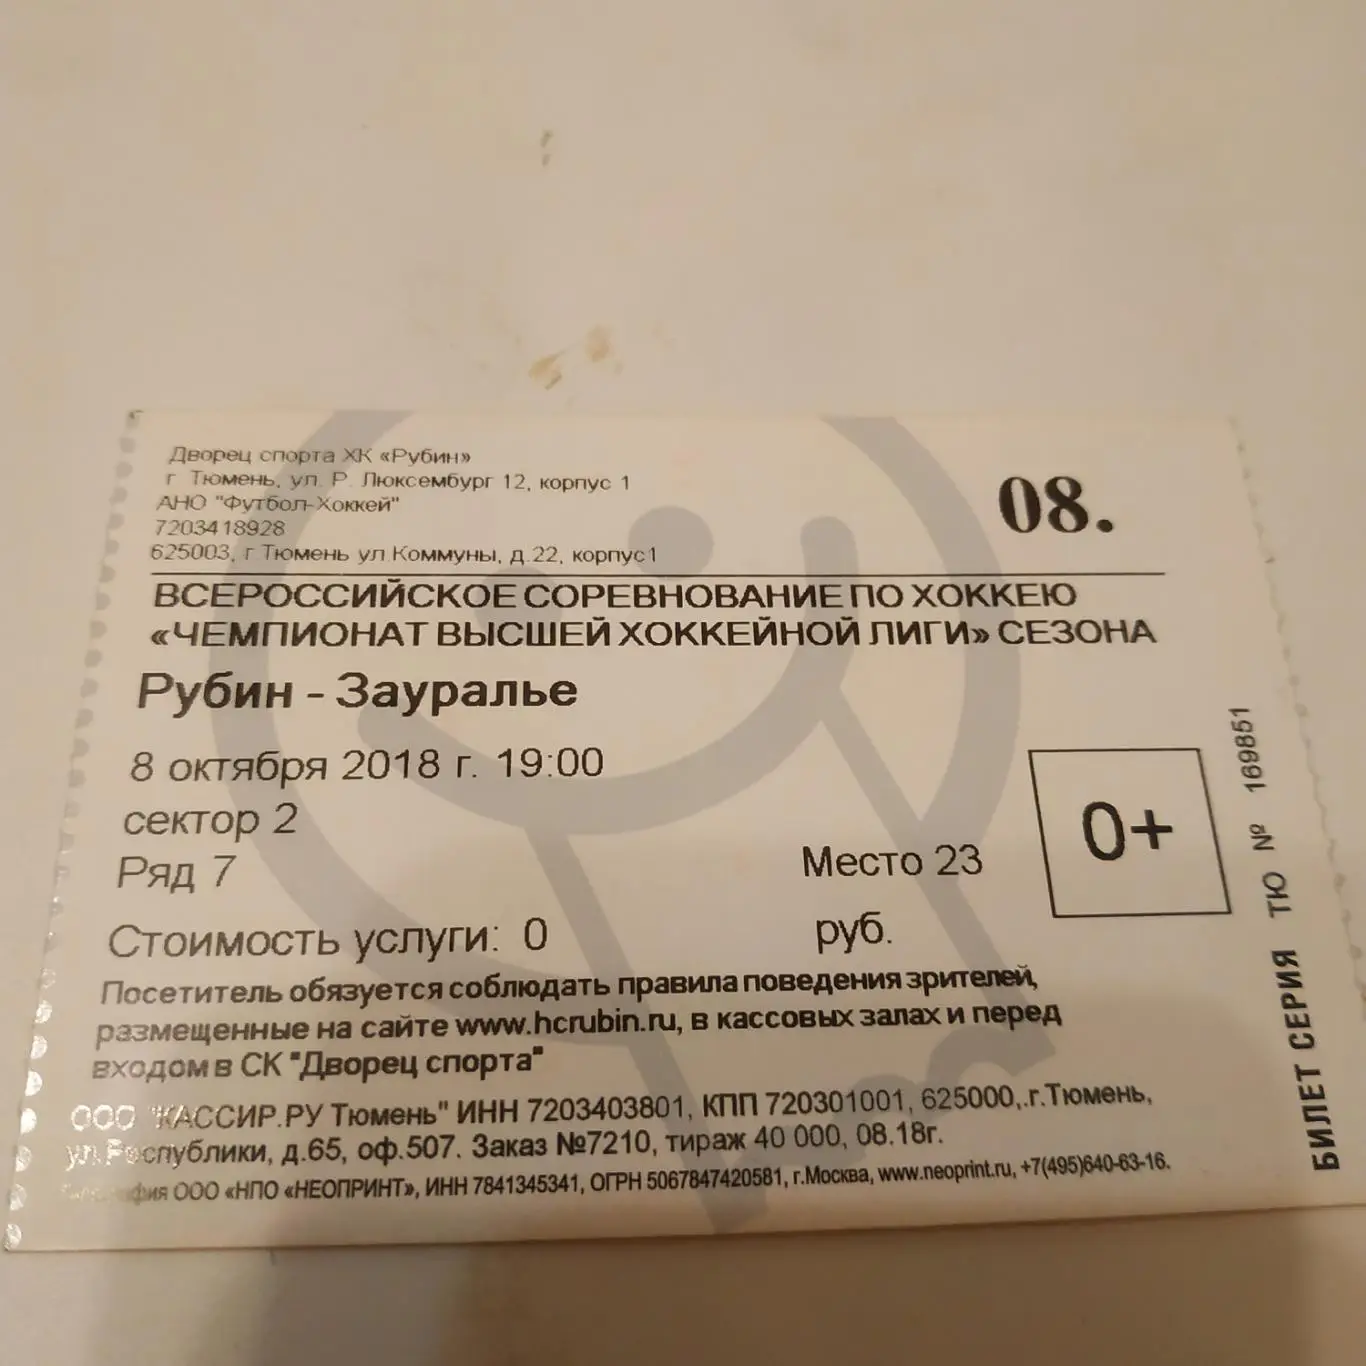 Дворец спорта ХК «Рубин»
г Тюмень, ул. Р. Люксембург 12, корпус 1
АНО "Футбол-Хоккей"
7203418928
625003, г Тюмень ул.Коммуны, д.22, корпус1
08.
ВСЕРОССИЙСКОЕ СОРЕВНОВАНИЕ ПО ХОККЕЮ
«ЧЕМПИОНАТ ВЫСШЕЙ ХОККЕЙНОЙ ЛИГИ» СЕЗОНА
Рубин - Зауралье
8 октября 2018 г. 19:00
сектор 2
Ряд 7
Место 23
0+
Стоимость услуги: 0 руб.
Посетитель обязуется соблюдать правила поведения зрителей,
размещенные на сайте www.hcrubin.ru, в кассовых залах и перед
входом в СК "Дворец спорта"
ООО "КАССИР.РУ Тюмень" ИНН 7203403801, КПП 720301001, 625000,.г.Тюмень,
ул.Республики, д.65, оф.507. Заказ №7210, тираж 40 000, 08.18г.
ООО «НПО «НЕОПРИНТ», ИНН 7841345341, ОГРН 5067847420581, г.Москва, www.neoprint.ru, +7(495)640-63-16.
БИЛЕТ СЕРИЯ ТЮ № 169851